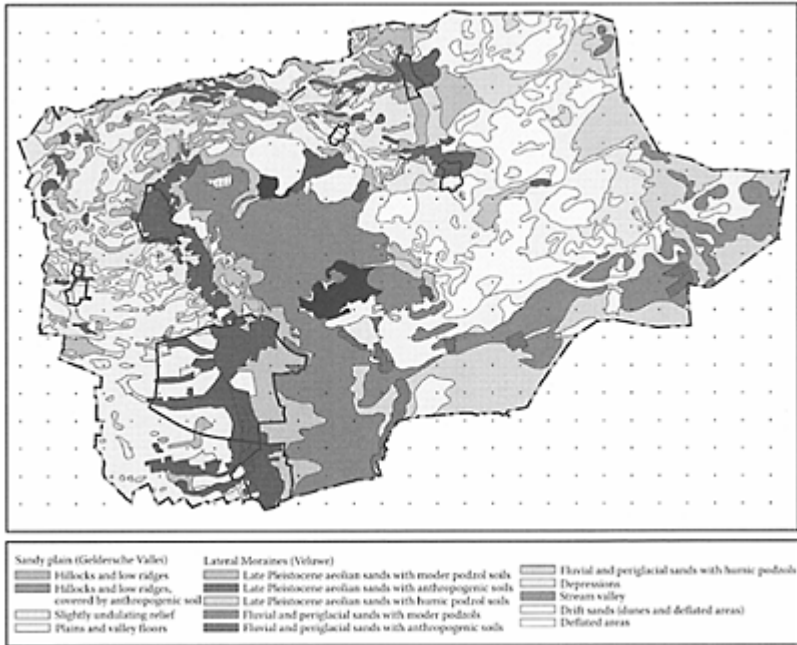 Sandy plain (Geldersche Vallei)
Hillocks and low ridges
Hillocks and low ridges,
covered by anthropogenic soil
Slightly undulating relief
Plains and valley floors
Lateral Moraines (Veluwe)
Late Pleistocene aeolian sands with moder podzol soils
Late Pleistocene aeolian sands with anthropogenic soils
Late Pleistocene aeolian sands with humic podzol soils
Fluvial and periglacial sands with moder podzols
Fluvial and periglacial sands with anthropogenic soils
Fluvial and periglacial sands with humic podzols
Depressions
Stream valley
Drift sands (dunes and deflated areas)
Deflated areas